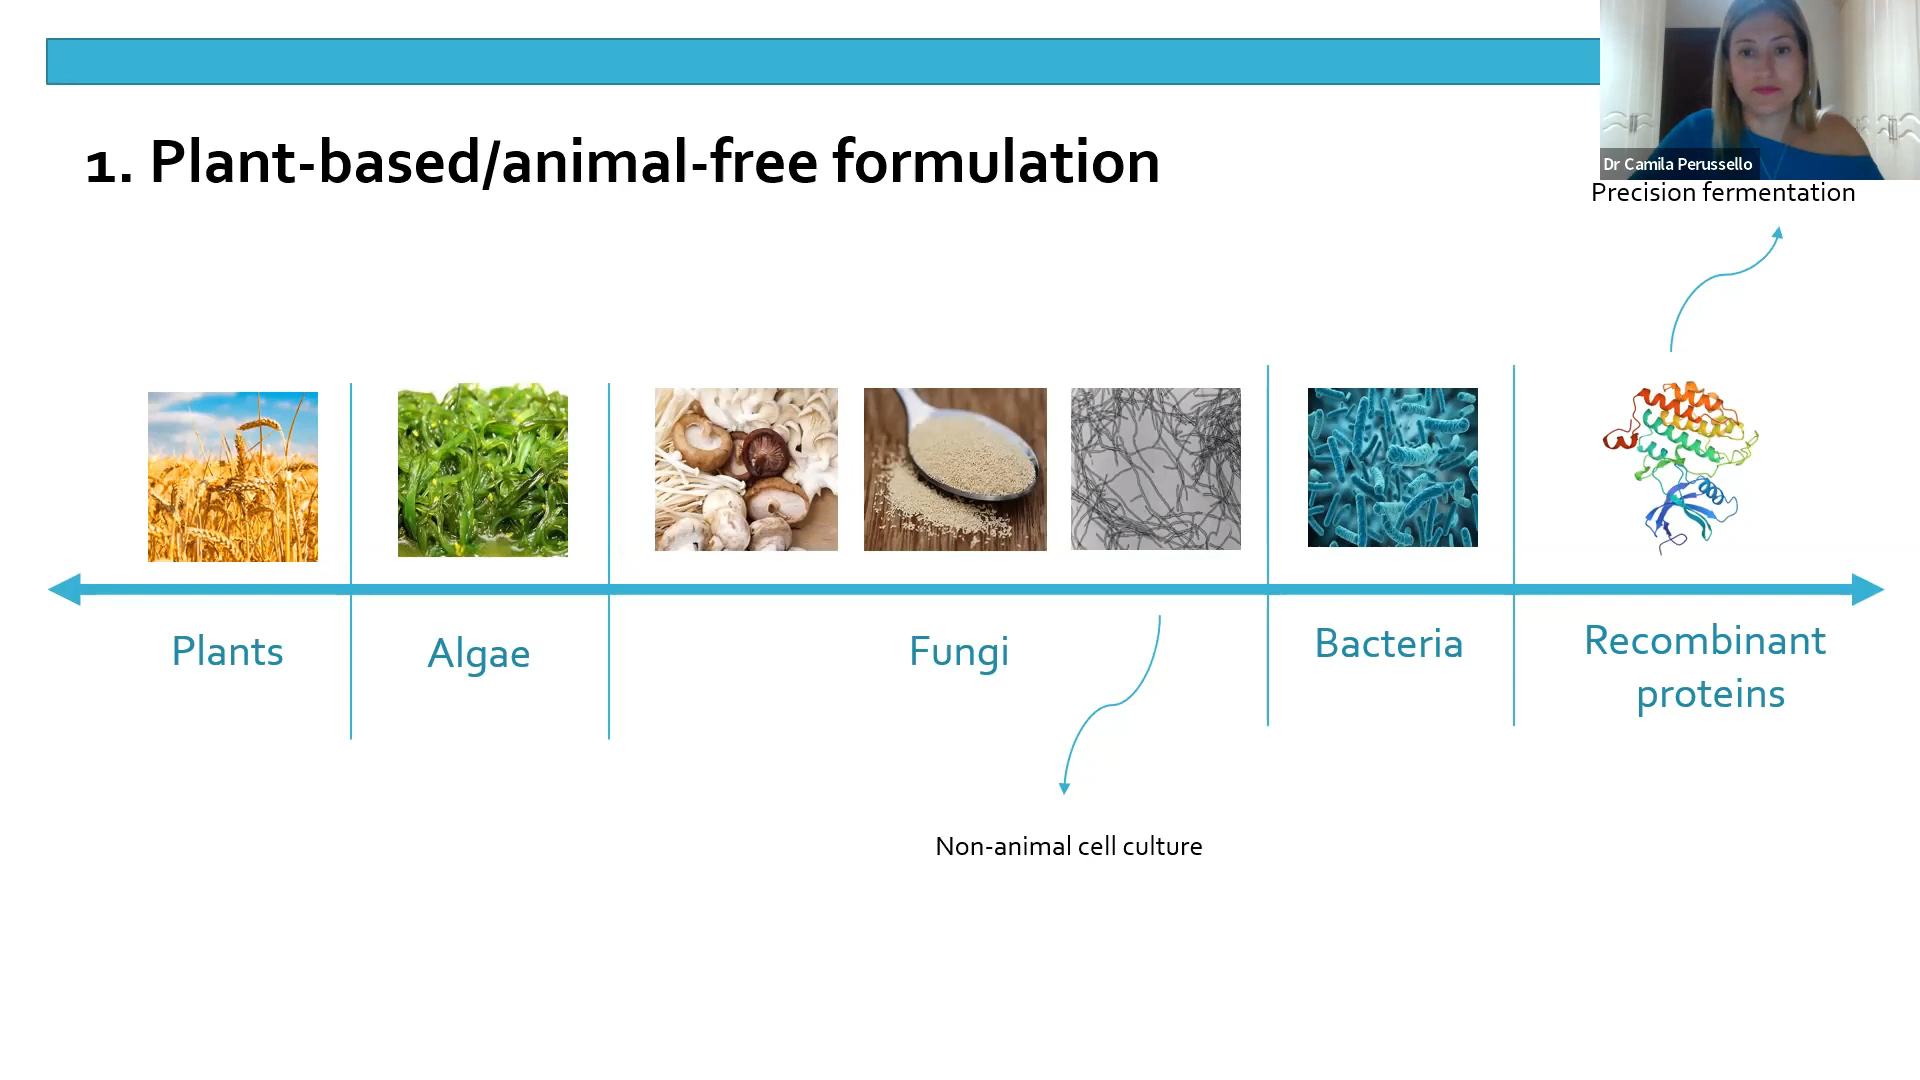 1. Plant-based/animal-free formulation
Dr Camila Perussello
Precision fermentation
Plants
Algae
Fungi
Bacteria
Recombinant
proteins
Non-animal cell culture